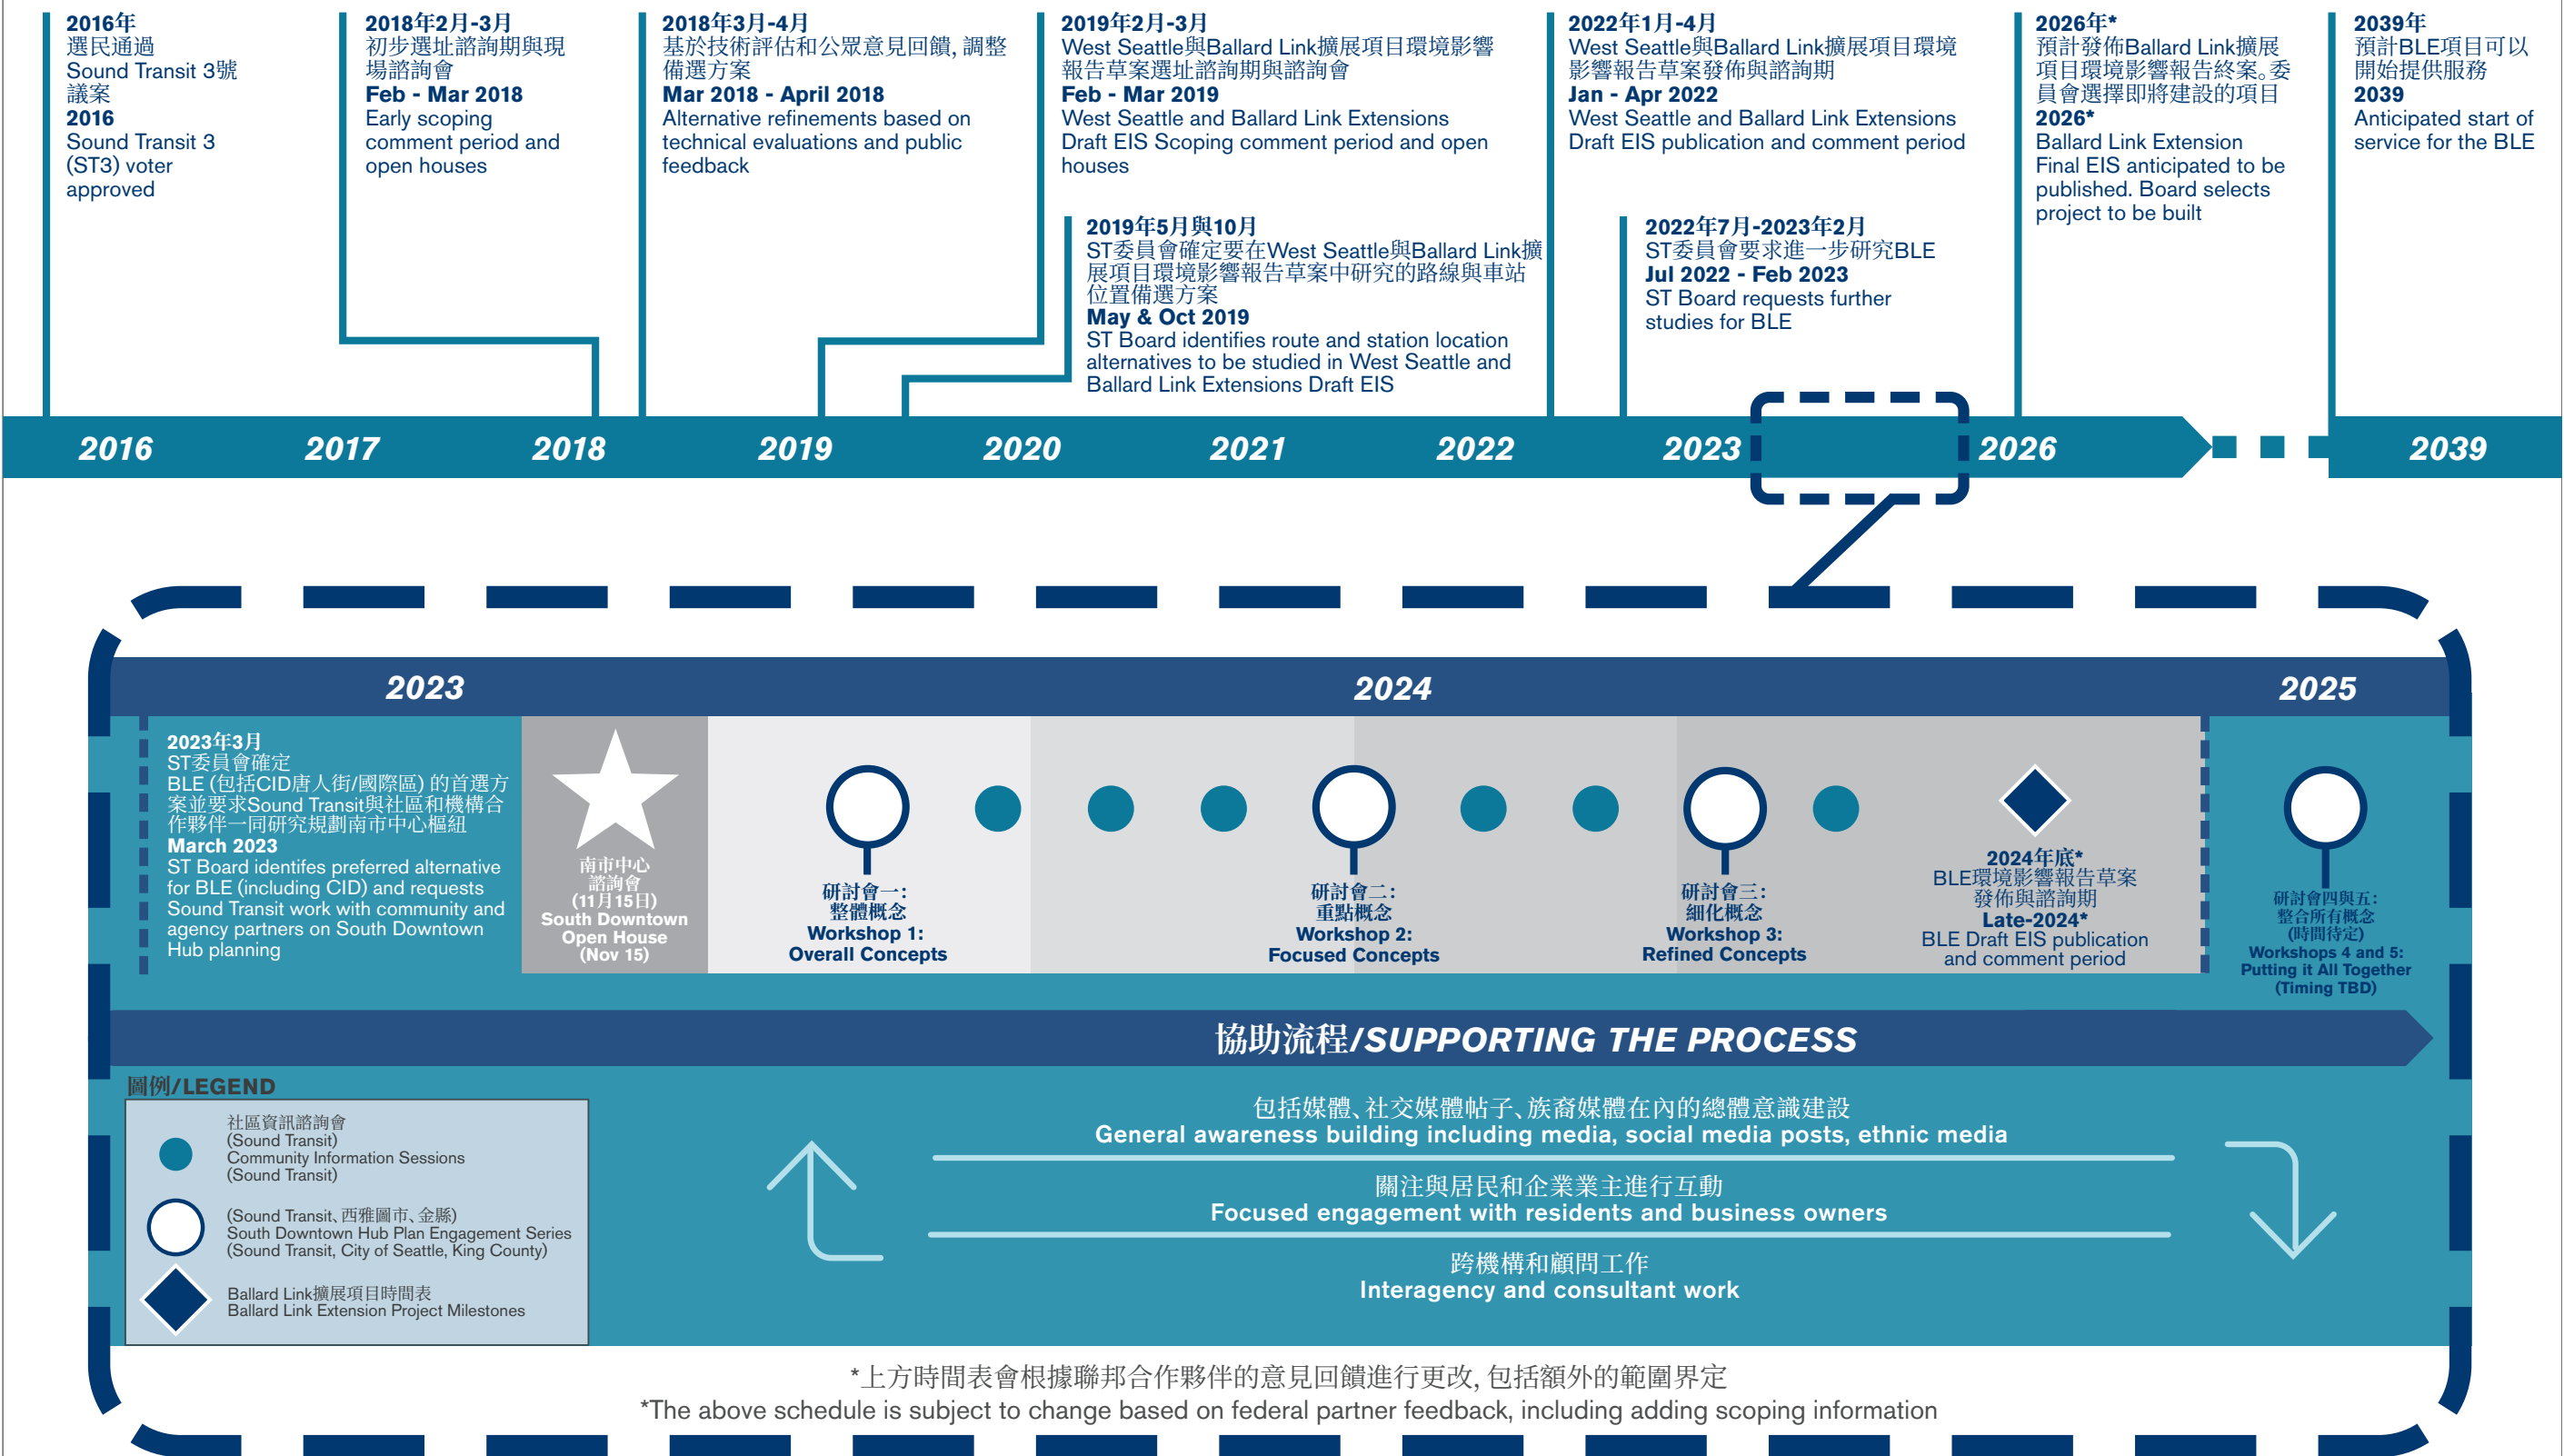 2016年
選民通過
Sound Transit 3號
議案
2016
Sound Transit 3
(ST3) voter
approved
2018年2月-3月
初步選址諮詢期與現
場諮詢會
Feb - Mar 2018
Early scoping
comment period and
open houses
2018年3月-4月
基於技術評估和公眾意見回饋, 調整
備選方案
Mar 2018 - April 2018
Alternative refinements based on
technical evaluations and public
feedback
2019年2月-3月
West Seattle與Ballard Link擴展項目環境影響
報告草案選址諮詢期與諮詢會
Feb - Mar 2019
West Seattle and Ballard Link Extensions
Draft EIS Scoping comment period and open
houses
2019年5月與10月
ST委員會確定要在West Seattle與Ballard Link擴
展項目環境影響報告草案中研究的路線與車站
位置備選方案
May & Oct 2019
ST Board identifies route and station location
alternatives to be studied in West Seattle and
Ballard Link Extensions Draft EIS
2022年1月-4月
West Seattle與Ballard Link擴展項目環境
影響報告草案發佈與諮詢期
Jan - Apr 2022
West Seattle and Ballard Link Extensions
Draft EIS publication and comment period
2022年7月-2023年2月
ST委員會要求進一步研究BLE
Jul 2022 - Feb 2023
ST Board requests further
studies for BLE
2026年*
預計發佈Ballard Link擴展
項目環境影響報告終案。委
員會選擇即將建設的項目
2026*
Ballard Link Extension
Final EIS anticipated to be
published. Board selects
project to be built
2039年
預計BLE項目可以
開始提供服務
2039
Anticipated start of
service for the BLE
2016 2017 2018 2019 2020 2021 2022 2023 2026 2039
2023 2024 2025
2023年3月
ST委員會確定
BLE (包括CID唐人街/國際區) 的首選方
案並要求Sound Transit與社區和機構合
作夥伴一同研究規劃南市中心樞紐
March 2023
ST Board identifes preferred alternative
for BLE (including CID) and requests
Sound Transit work with community and
agency partners on South Downtown
Hub planning
南市中心
諮詢會
(11月15日)
South Downtown
Open House
(Nov 15)
研討會一:
整體概念
Workshop 1:
Overall Concepts
研討會二:
重點概念
Workshop 2:
Focused Concepts
研討會三:
細化概念
Workshop 3:
Refined Concepts
2024年底*
BLE環境影響報告草案
發佈與諮詢期
Late-2024*
BLE Draft EIS publication
and comment period
研討會四與五:
整合所有概念
(時間待定)
Workshops 4 and 5:
Putting it All Together
(Timing TBD)
協助流程/SUPPORTING THE PROCESS
圖例/LEGEND
社區資訊諮詢會
(Sound Transit)
Community Information Sessions
(Sound Transit)
(Sound Transit、西雅圖市、金縣)
South Downtown Hub Plan Engagement Series
(Sound Transit, City of Seattle, King County)
Ballard Link擴展項目時間表
Ballard Link Extension Project Milestones
包括媒體、社交媒體帖子、族裔媒體在內的總體意識建設
General awareness building including media, social media posts, ethnic media
關注與居民和企業業主進行互動
Focused engagement with residents and business owners
跨機構和顧問工作
Interagency and consultant work
*上方時間表會根據聯邦合作夥伴的意見回饋進行更改, 包括額外的範圍界定
*The above schedule is subject to change based on federal partner feedback, including adding scoping information